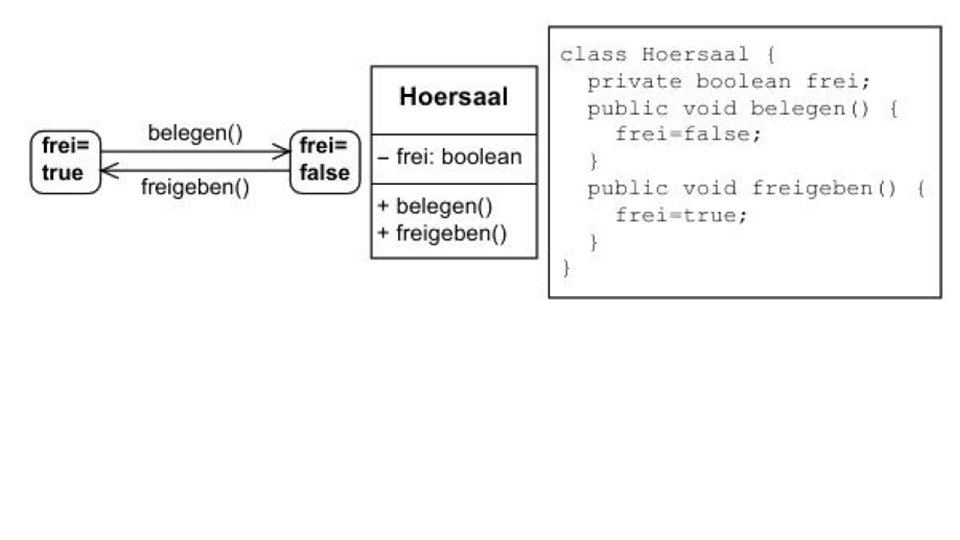 frei=
true
belegen()
freigeben()
frei=
false
Hoersaal
– frei: boolean
+ belegen()
+ freigeben()
class Hoersaal {
private boolean frei;
public void belegen() {
frei=false;
}
public void freigeben() {
frei=true;
}
}